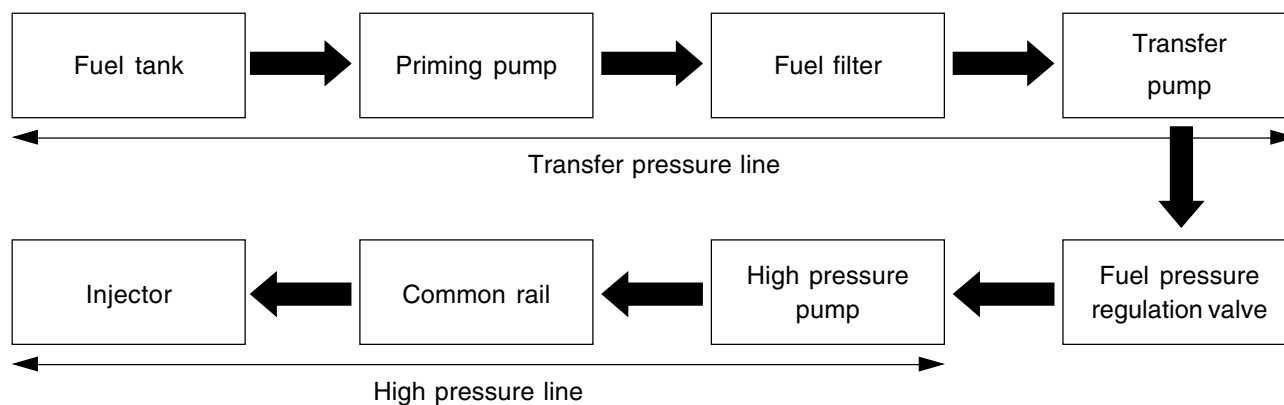 Fuel tank
Priming pump
Fuel filter
Transfer
pump
Transfer pressure line
Injector
Common rail
High pressure
pump
Fuel pressure
regulation valve
High pressure line